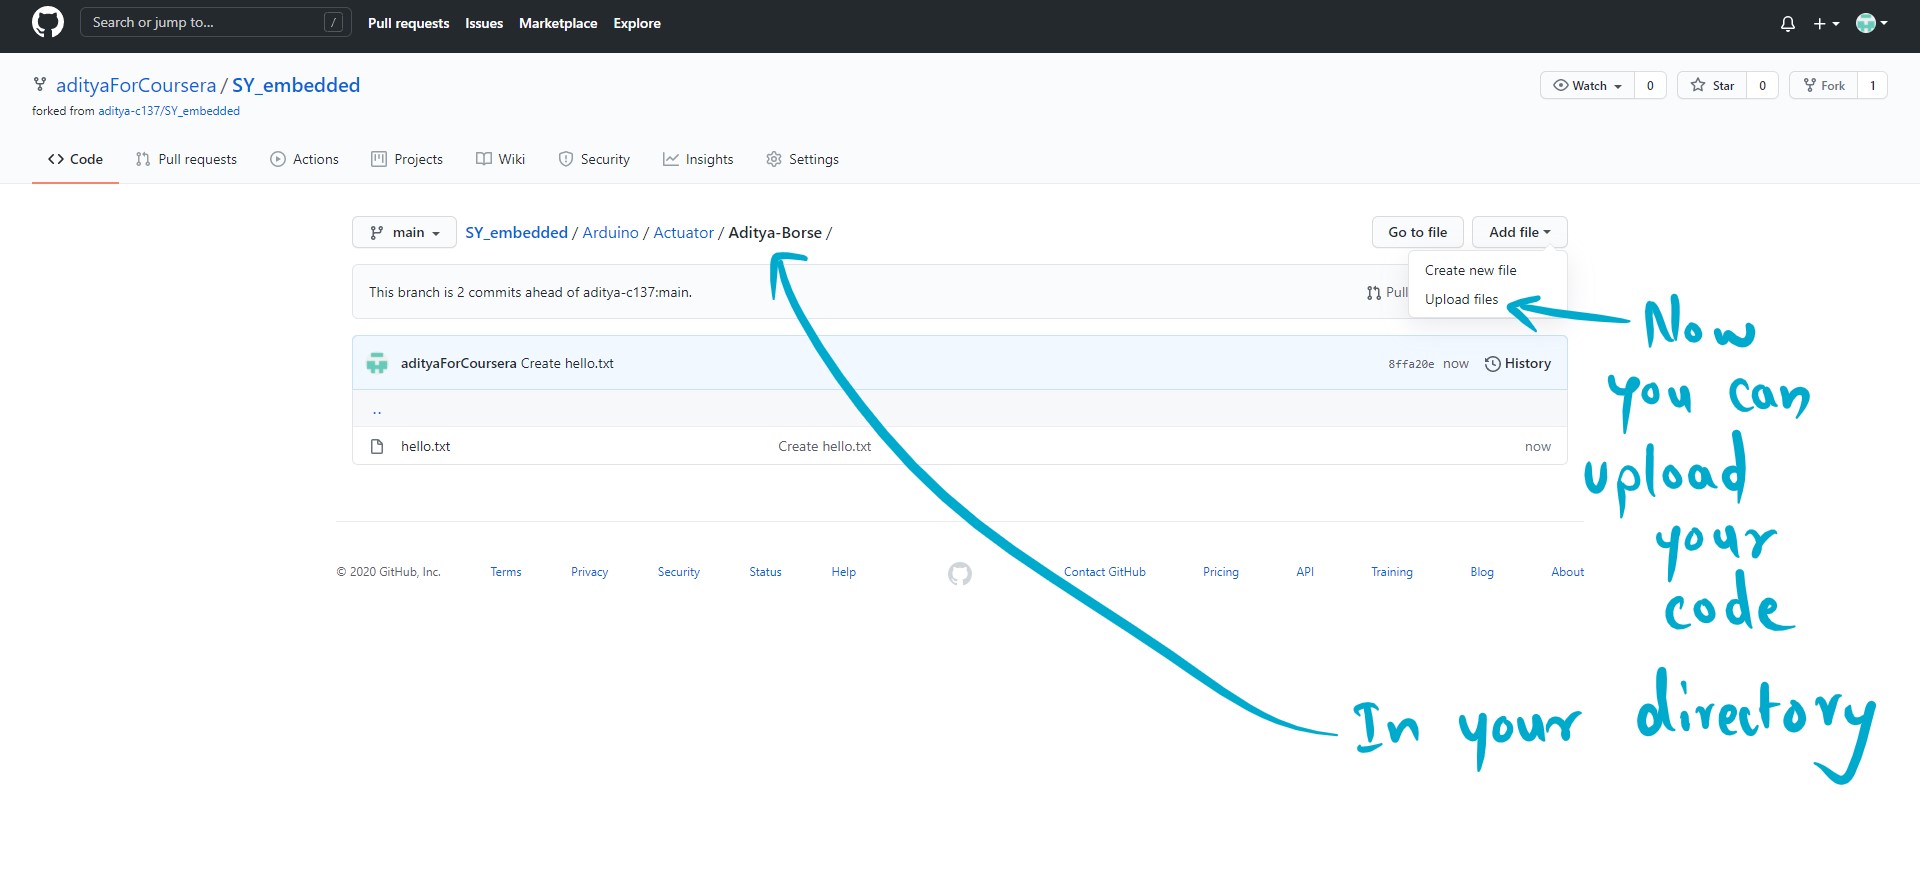 Search or jump to... /
Pull requests Issues Marketplace Explore
adityaForCoursera / SY_embedded
forked from aditya-c137/SY_embedded
Watch 0 Star 0 Fork 1
Code Pull requests Actions Projects Wiki Security Insights Settings
main SY_embedded / Arduino / Actuator / Aditya-Borse /
Go to file Add file
Create new file
Upload files
This branch is 2 commits ahead of aditya-c137:main.
Pull
adityaForCoursera Create hello.txt
8ffa20e now History
..
hello.txt Create hello.txt now
Now
you can
upload
your
code
In your directory
© 2020 GitHub, Inc. Terms Privacy Security Status Help Contact GitHub Pricing API Training Blog About